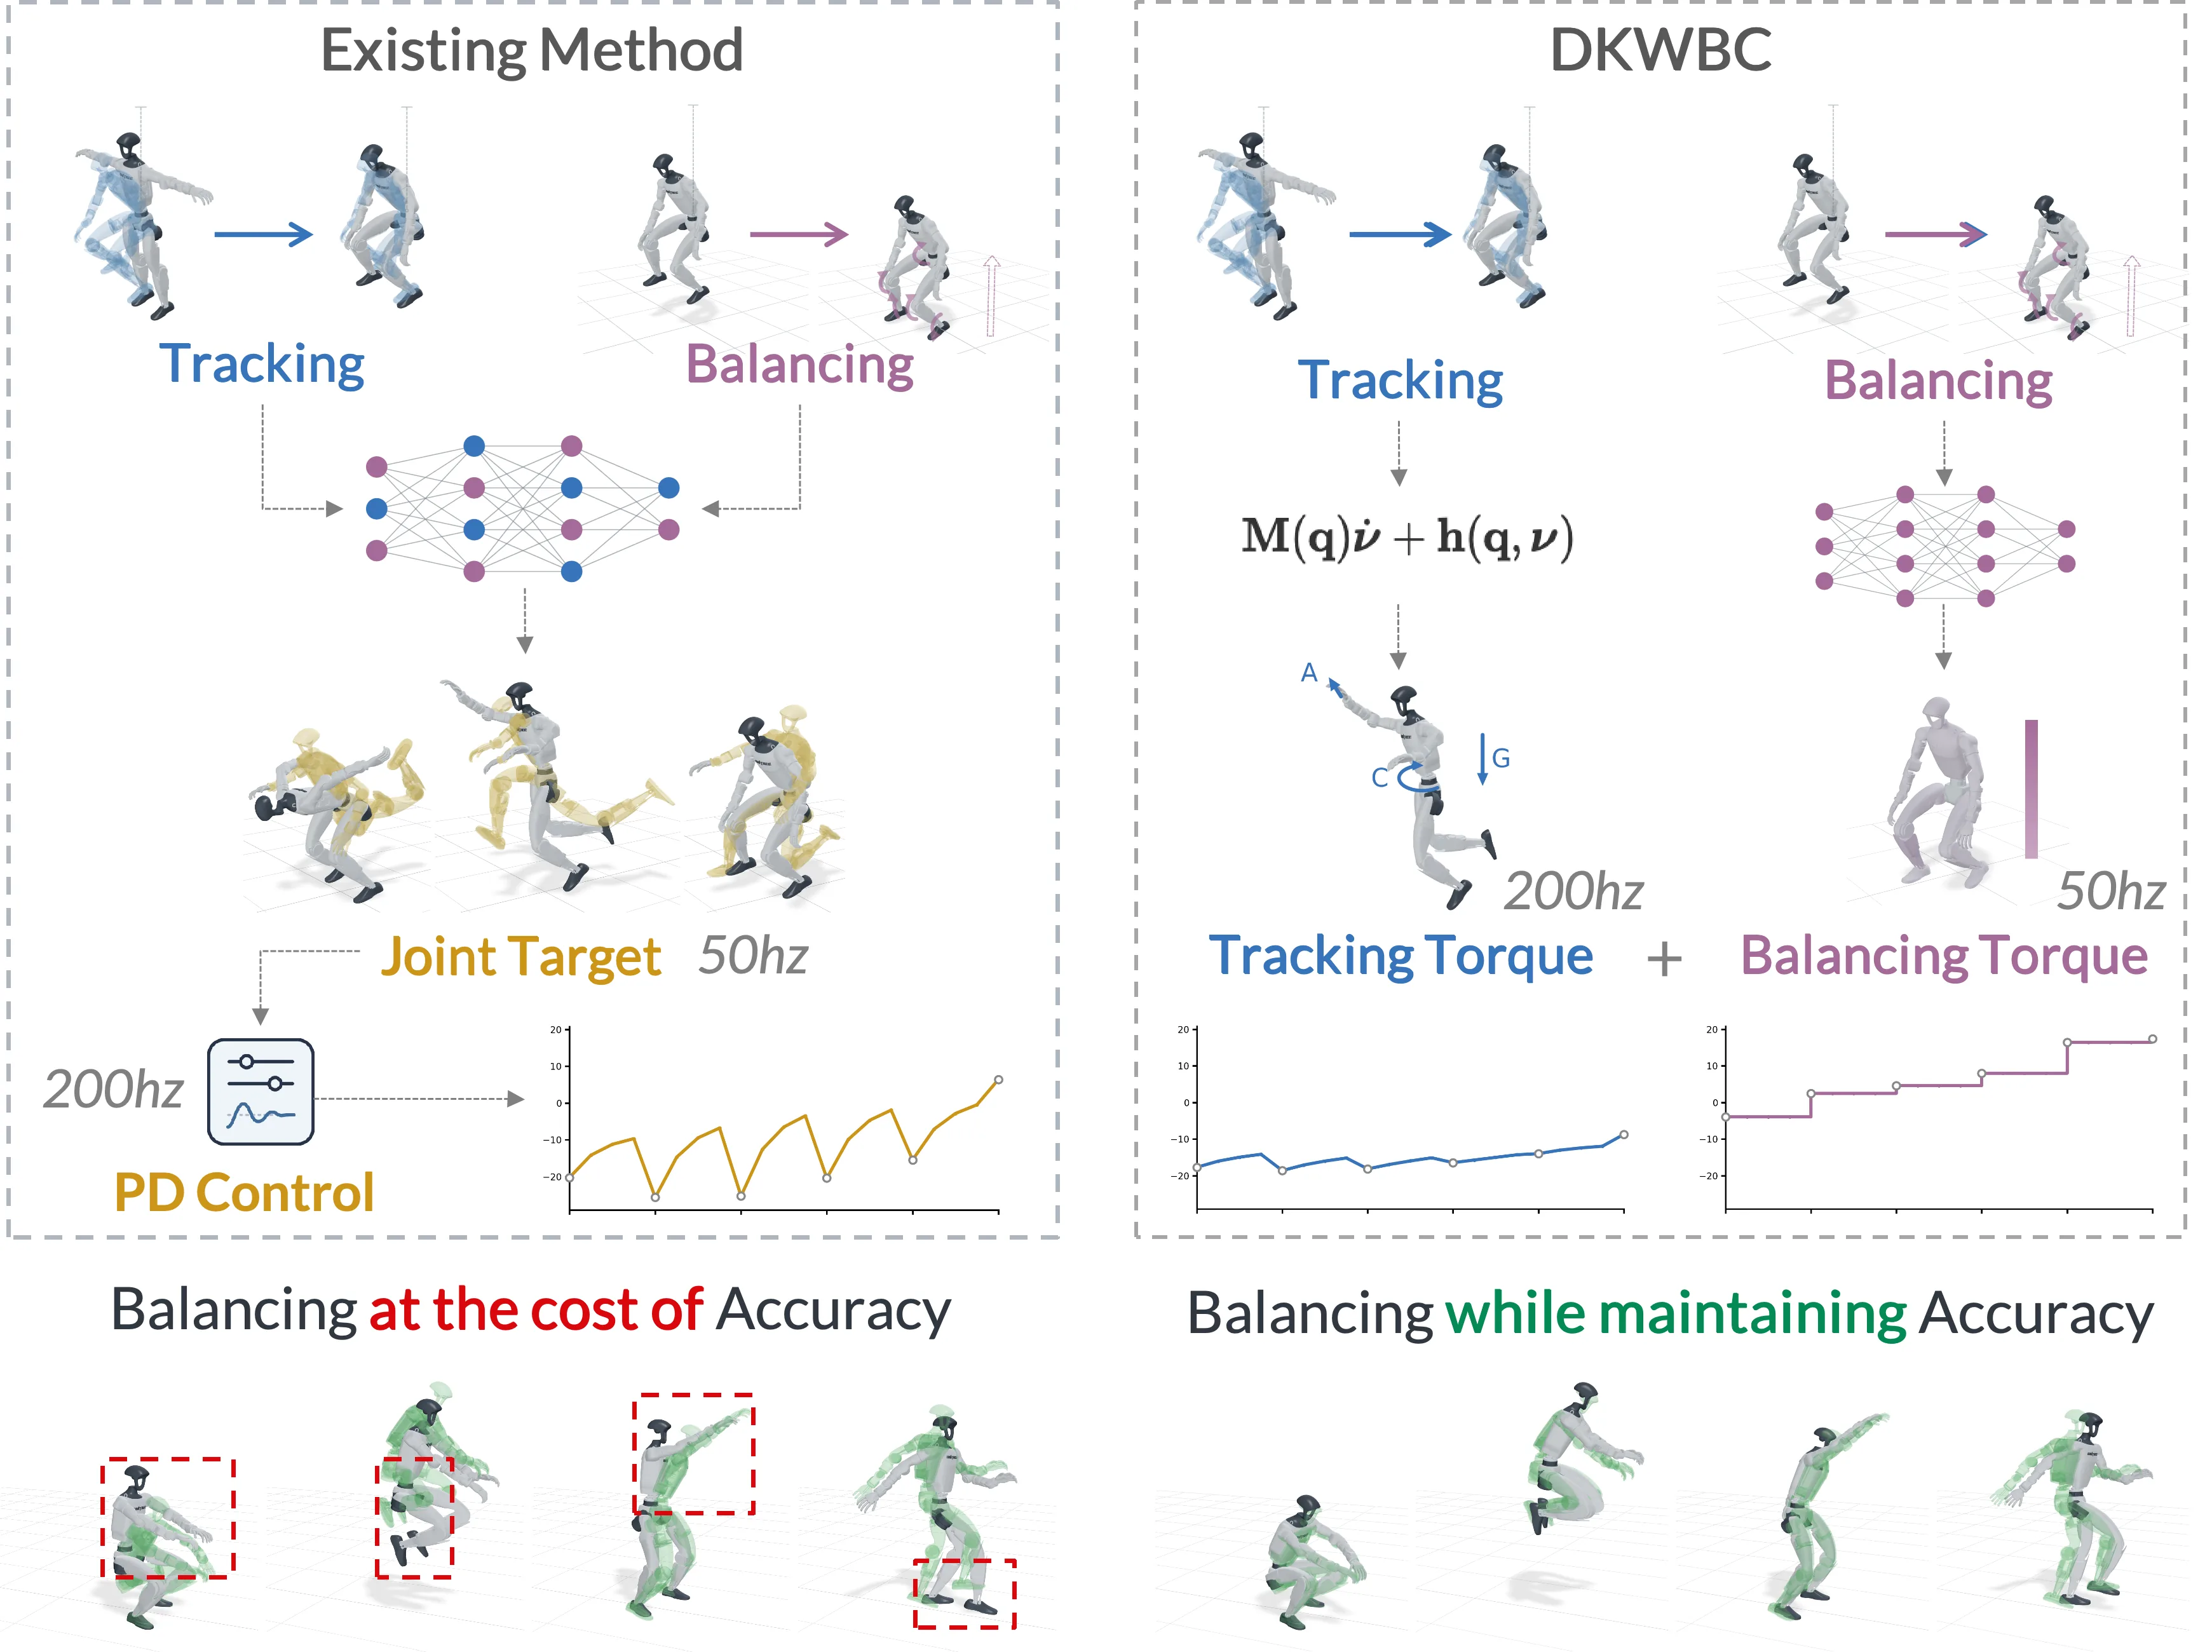 Existing Method
Tracking
Balancing
Joint Target 50hz
200hz
PD Control
20
10
0
−10
−20
DKWBC
Tracking
Balancing
M(q)ν̇ + h(q, ν)
A
G
C
200hz
50hz
Tracking Torque + Balancing Torque
20
10
0
−10
−20
20
10
0
−10
−20
Balancing at the cost of Accuracy
Balancing while maintaining Accuracy